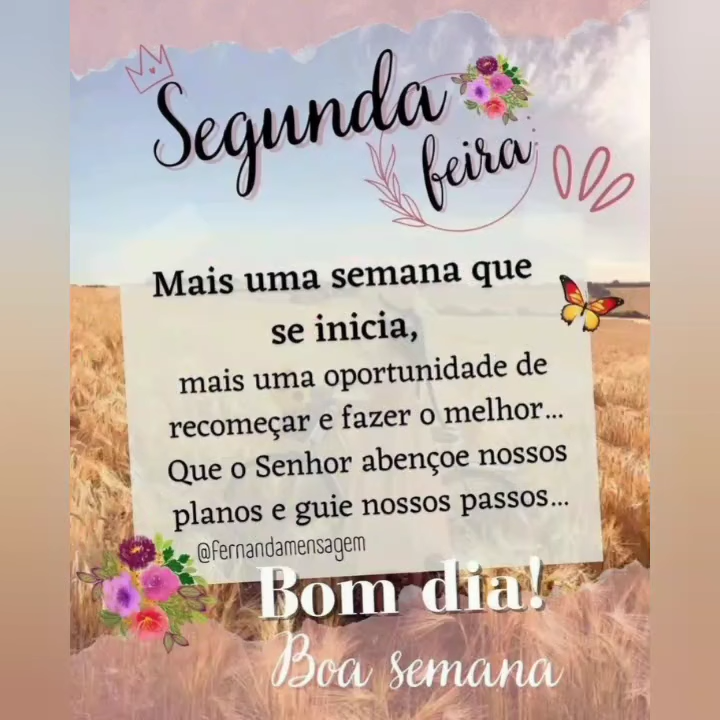 Segunda
feira
Mais uma semana que
se inicia,
mais uma oportunidade de
recomeçar e fazer o melhor...
Que o Senhor abençoe nossos
planos e guie nossos passos...
@fernandamensagem
Bom dia!
Boa semana